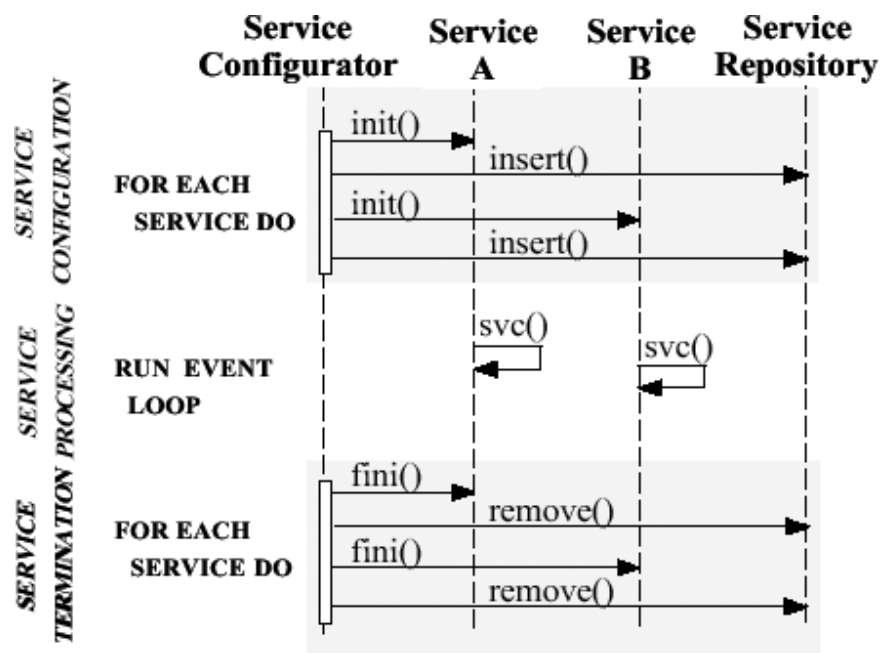 Service
Configurator
Service
A
Service
B
Service
Repository
SERVICE
CONFIGURATION
FOR EACH
SERVICE DO
init()
insert()
init()
insert()
SERVICE
PROCESSING
RUN EVENT
LOOP
svc()
svc()
SERVICE
TERMINATION
FOR EACH
SERVICE DO
fini()
remove()
fini()
remove()